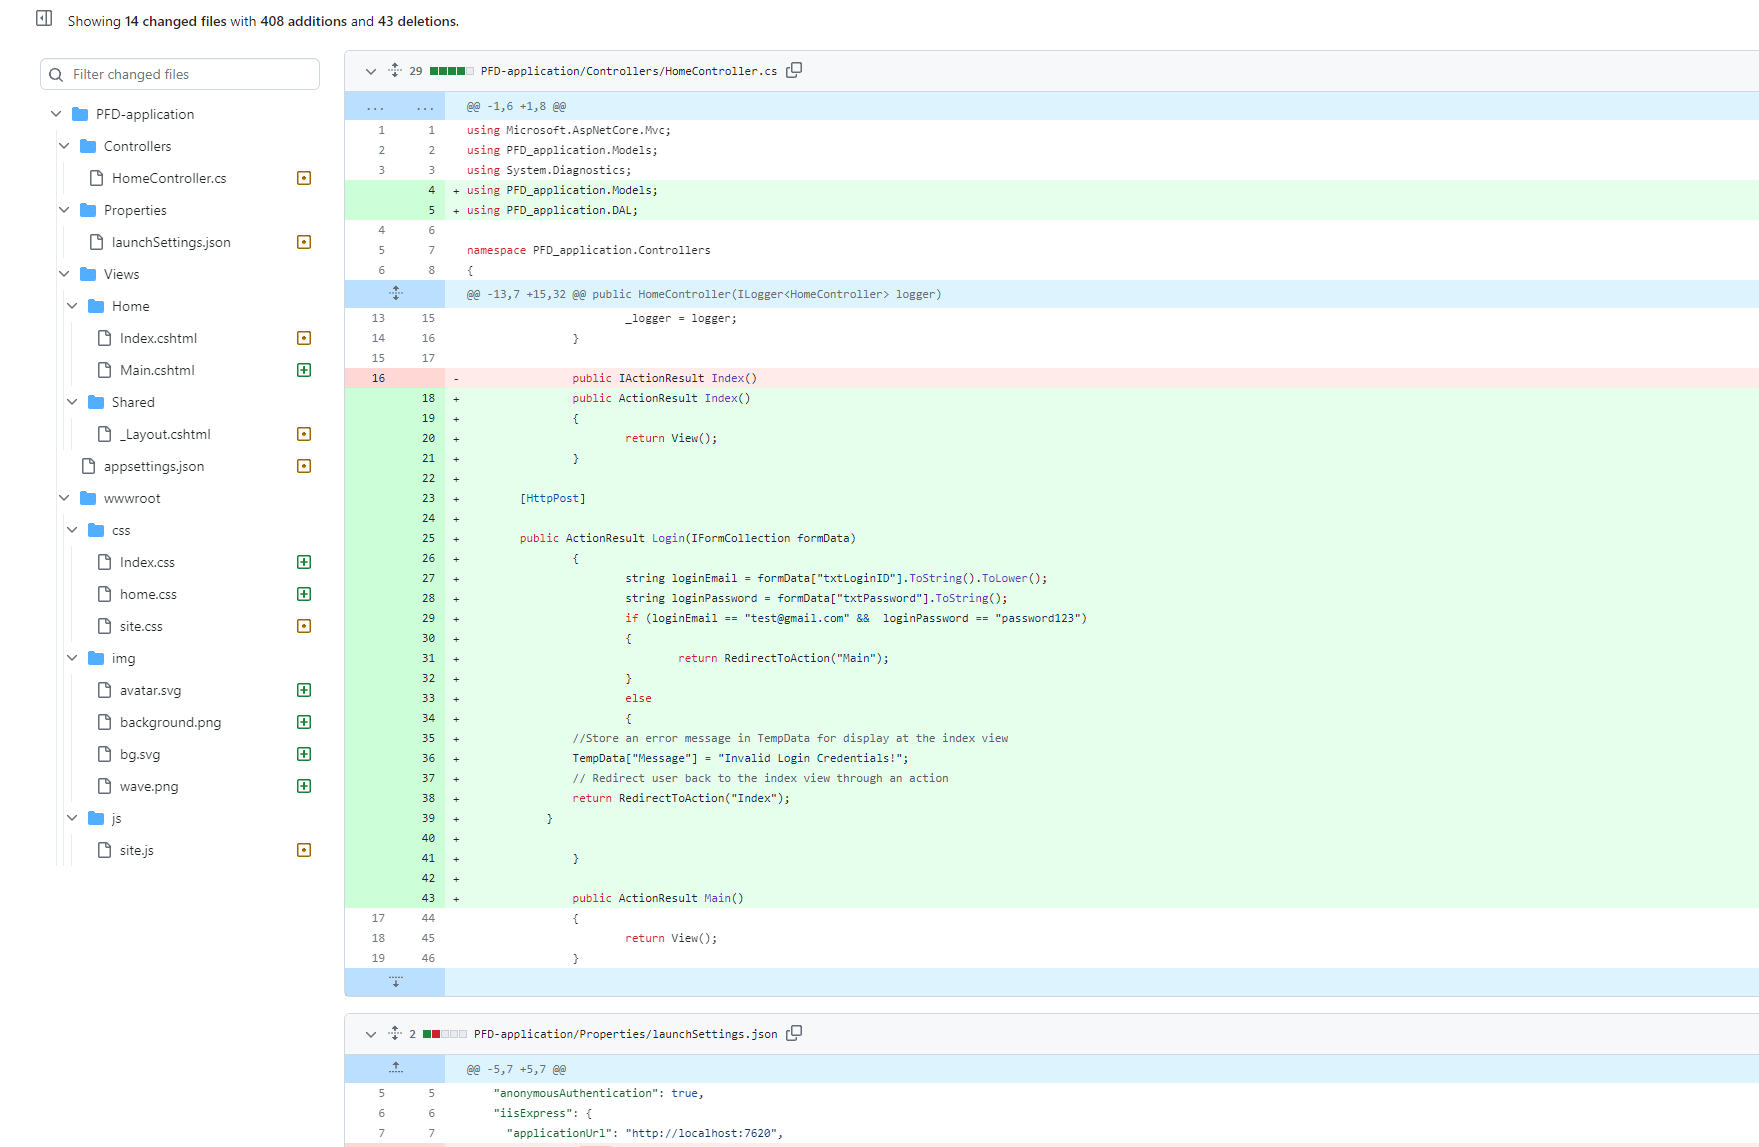 Showing 14 changed files with 408 additions and 43 deletions.
Filter changed files
PFD-application
Controllers
HomeController.cs
Properties
launchSettings.json
Views
Home
Index.cshtml
Main.cshtml
Shared
_Layout.cshtml
appsettings.json
wwwroot
css
Index.css
home.css
site.css
img
avatar.svg
background.png
bg.svg
wave.png
js
site.js
29 PFD-application/Controllers/HomeController.cs
... ... @@ -1,6 +1,8 @@
1 1 using Microsoft.AspNetCore.Mvc;
2 2 using PFD_application.Models;
3 3 using System.Diagnostics;
4 + using PFD_application.Models;
5 + using PFD_application.DAL;
4 6
5 7 namespace PFD_application.Controllers
6 8 {
@@ -13,7 +15,32 @@ public HomeController(ILogger<HomeController> logger)
13 15 _logger = logger;
14 16 }
15 17
16 - public IActionResult Index()
18 + public ActionResult Index()
19 + {
20 + return View();
21 + }
22 +
23 + [HttpPost]
24 +
25 + public ActionResult Login(IFormCollection formData)
26 + {
27 + string loginEmail = formData["txtLoginID"].ToString().ToLower();
28 + string loginPassword = formData["txtPassword"].ToString();
29 + if (loginEmail == "test@gmail.com" && loginPassword == "password123")
30 + {
31 + return RedirectToAction("Main");
32 + }
33 + else
34 + {
35 + //Store an error message in TempData for display at the index view
36 + TempData["Message"] = "Invalid Login Credentials!";
37 + // Redirect user back to the index view through an action
38 + return RedirectToAction("Index");
39 + }
40 +
41 + }
42 +
43 + public ActionResult Main()
17 44 {
18 45 return View();
19 46 }
2 PFD-application/Properties/launchSettings.json
@@ -5,7 +5,7 @@
5 5 "anonymousAuthentication": true,
6 6 "iisExpress": {
7 7 "applicationUrl": "http://localhost:7620",